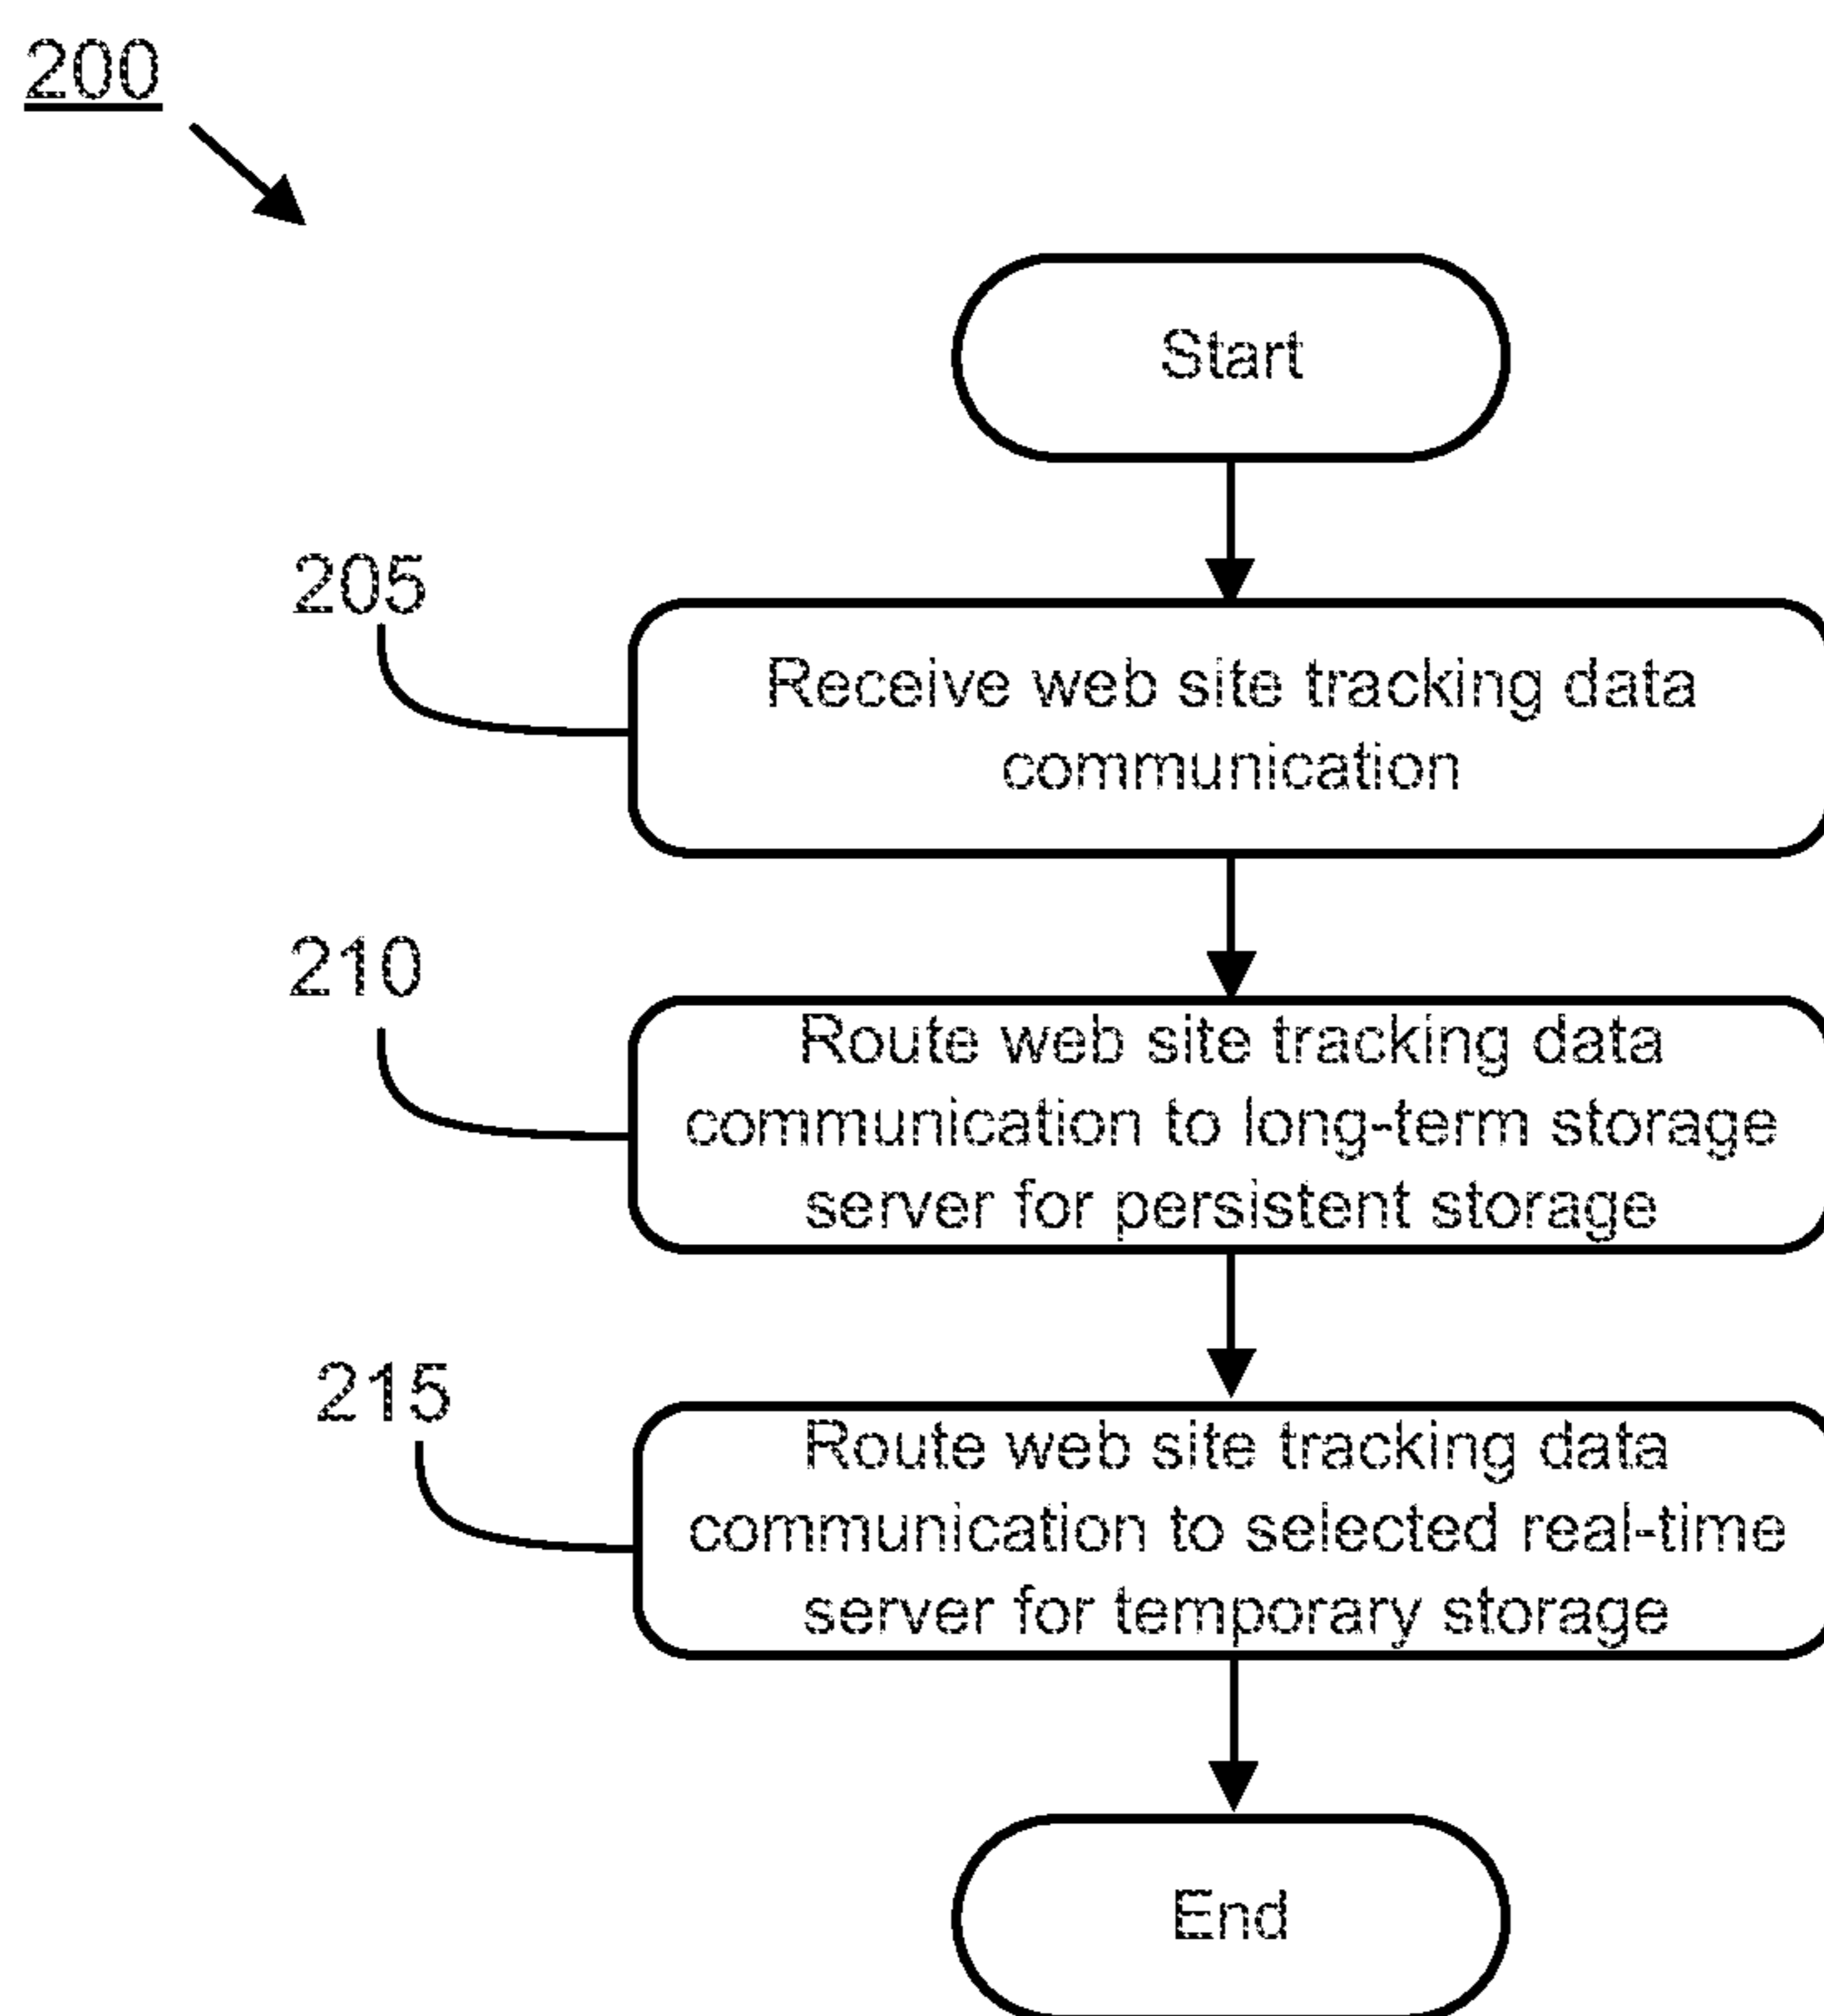 200
Start
205
Receive web site tracking data
communication
210
Route web site tracking data
communication to long-term storage
server for persistent storage
215
Route web site tracking data
communication to selected real-time
server for temporary storage
End